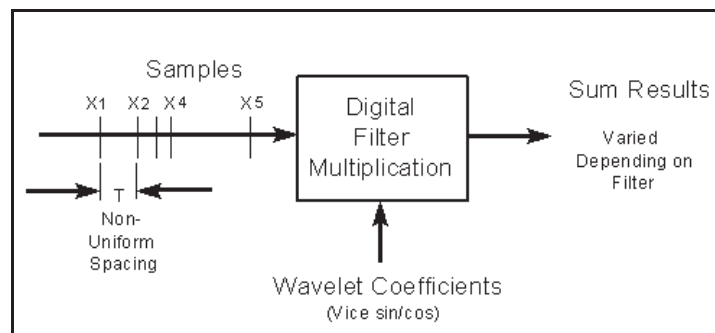 Samples
X1 X2 X4 X5
T
Non-
Uniform
Spacing
Digital
Filter
Multiplication
Wavelet Coefficients
(Vice sin/cos)
Sum Results
Varied
Depending on
Filter